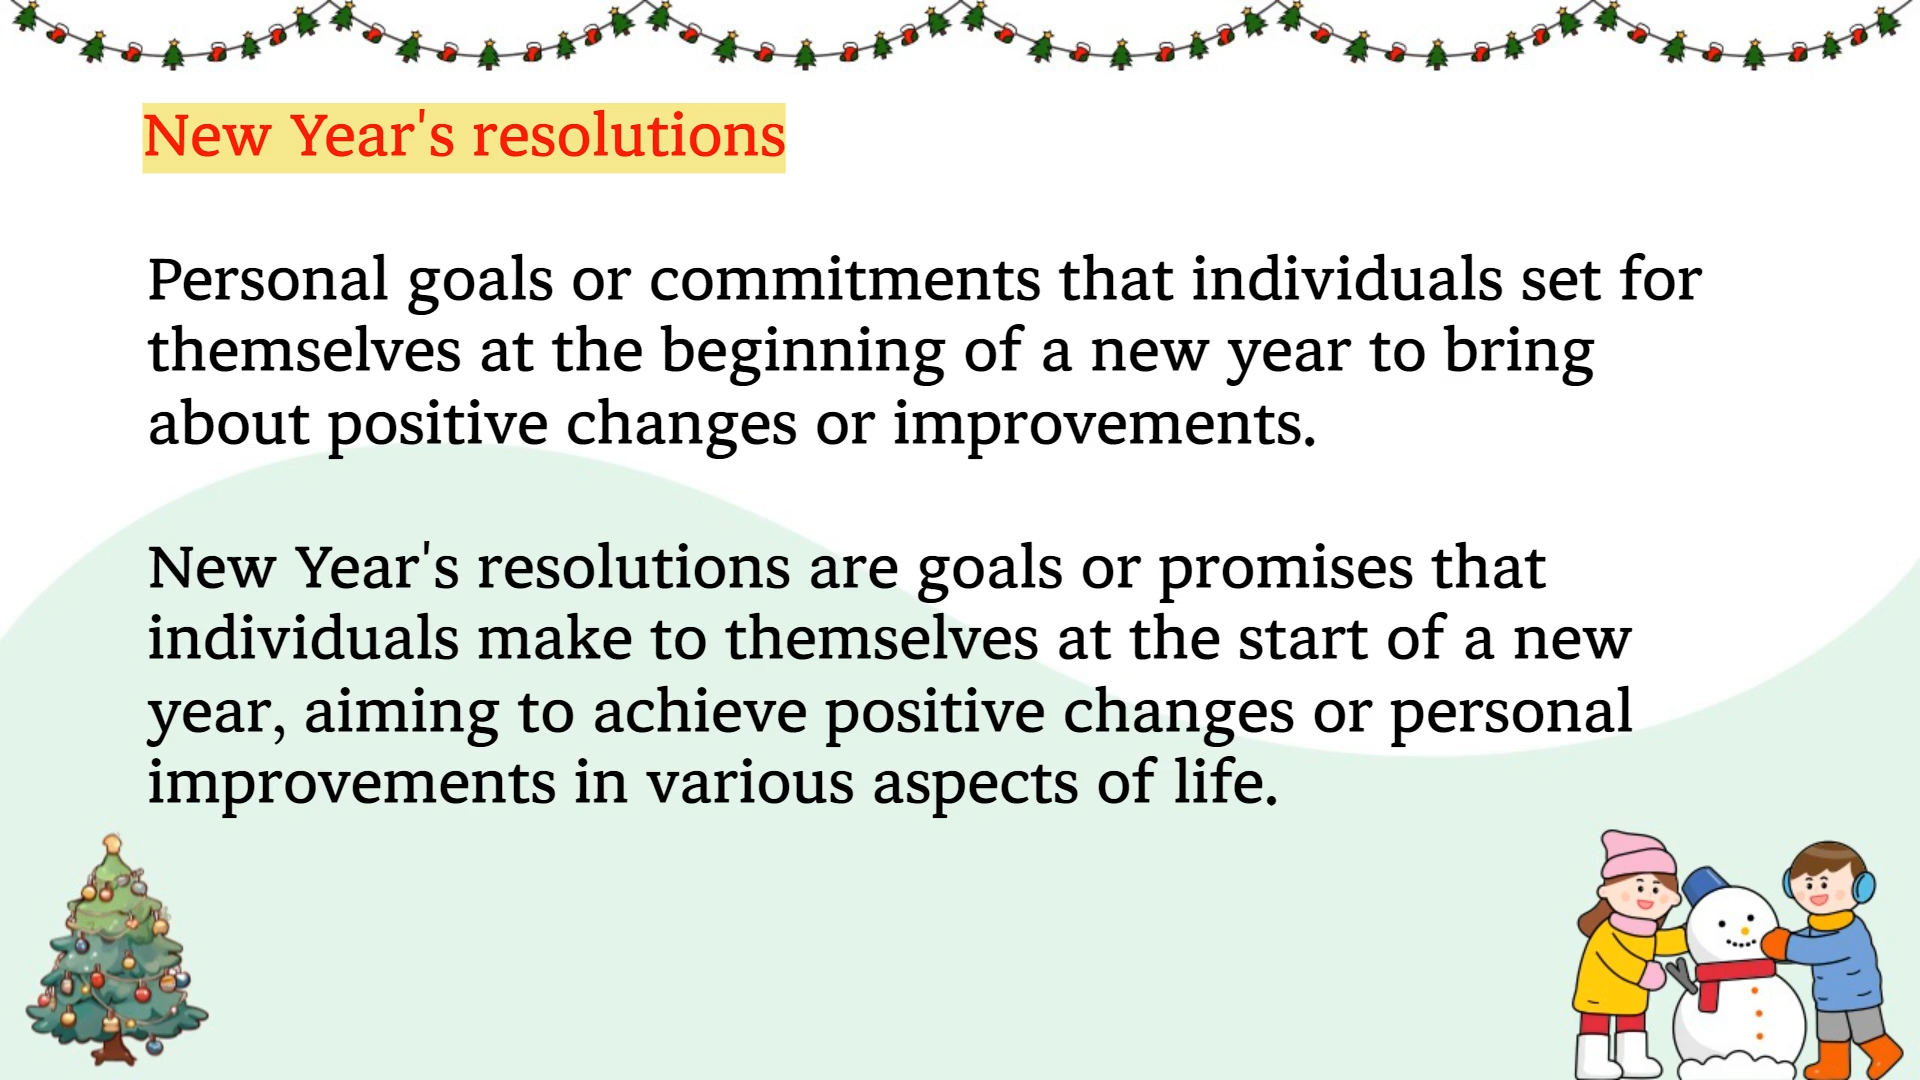 New Year's resolutions
Personal goals or commitments that individuals set for
themselves at the beginning of a new year to bring
about positive changes or improvements.
New Year's resolutions are goals or promises that
individuals make to themselves at the start of a new
year, aiming to achieve positive changes or personal
improvements in various aspects of life.